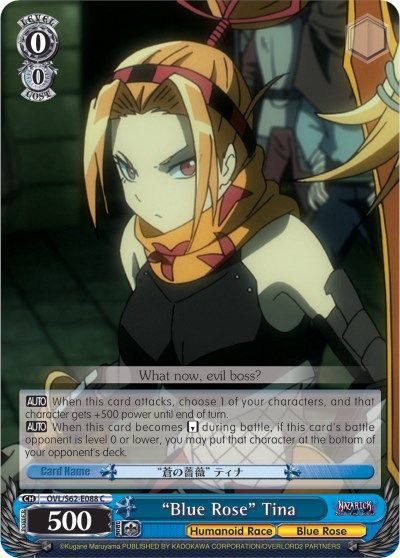 LEVEL
0
0
COST
What now, evil boss?
AUTO When this card attacks, choose 1 of your characters, and that
character gets +500 power until end of turn.
AUTO When this card becomes during battle, if this card's battle
opponent is level 0 or lower, you may put that character at the bottom
of your opponent's deck.
Card Name
"蒼の薔薇" ティナ
CH OVL/S62-E088 C
500
"Blue Rose" Tina
NAZARICK
Humanoid Race
Blue Rose
©Kugane Maruyama,PUBLISHED BY KADOKAWA CORPORATION/OVERLORD2 PARTNERS